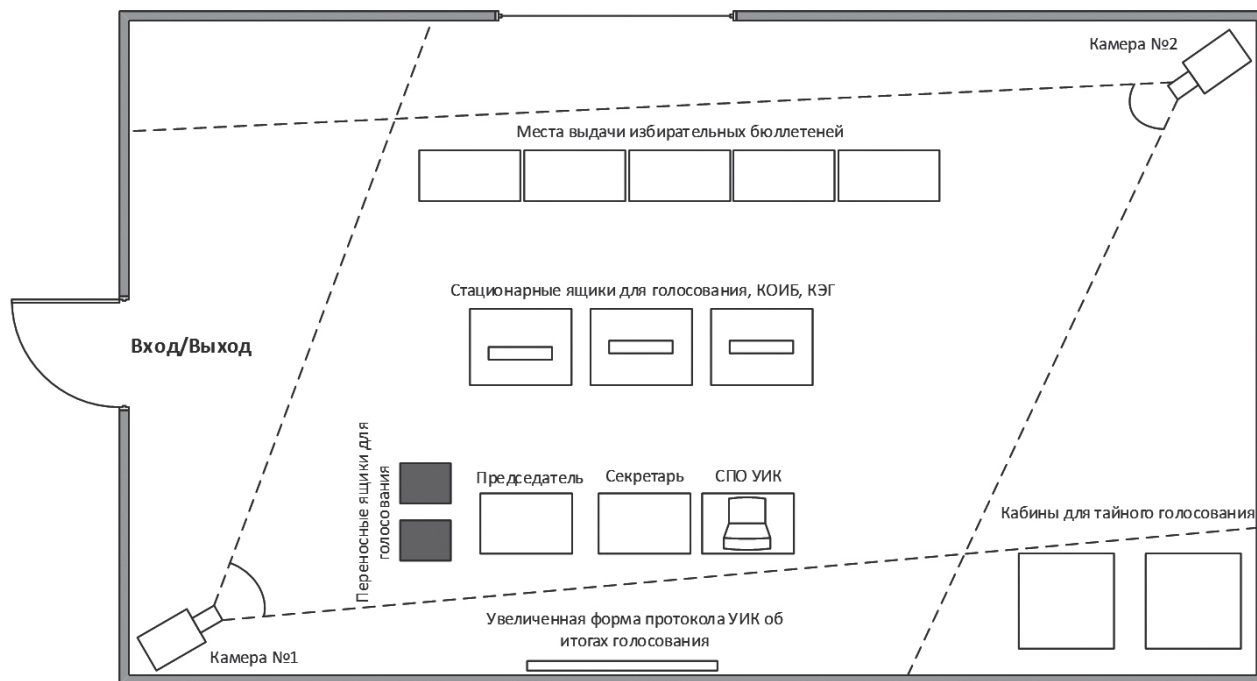 Камера №2
Места выдачи избирательных бюллетеней
Стационарные ящики для голосования, КОИБ, КЭГ
Вход/Выход
Переносные ящики для
голосования
Председатель
Секретарь
СПО УИК
Кабины для тайного голосования
Увеличенная форма протокола УИК об
итогах голосования
Камера №1